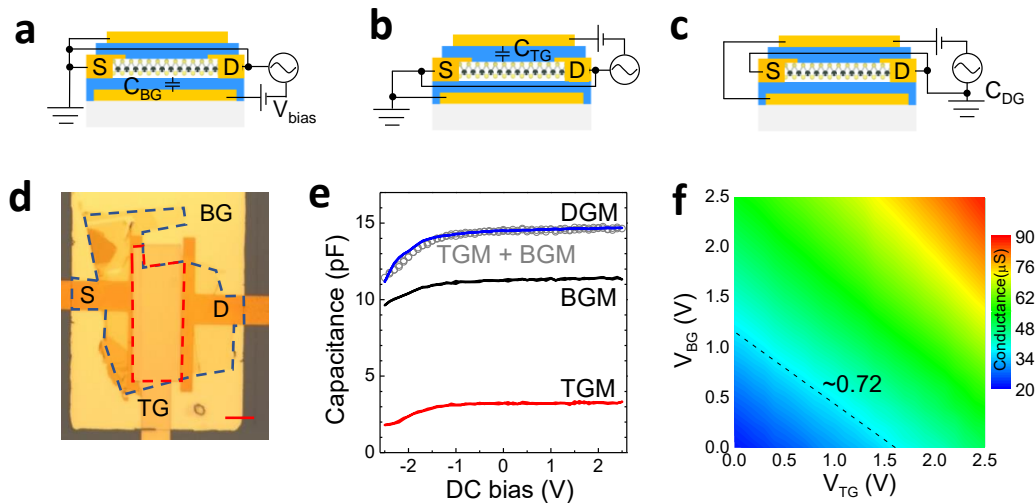 a
S
D
C_BG
V_bias
b
C_TG
S
D
c
S
D
C_DG
d
BG
S
D
TG
e
Capacitance (pF)
15
10
5
0
DGM
TGM + BGM
BGM
TGM
-2
-1
0
1
2
DC bias (V)
f
V_BG (V)
2.5
2.0
1.5
1.0
0.5
0.0
~0.72
0.0
0.5
1.0
1.5
2.0
2.5
V_TG (V)
Conductance(μS)
90
76
62
48
34
20